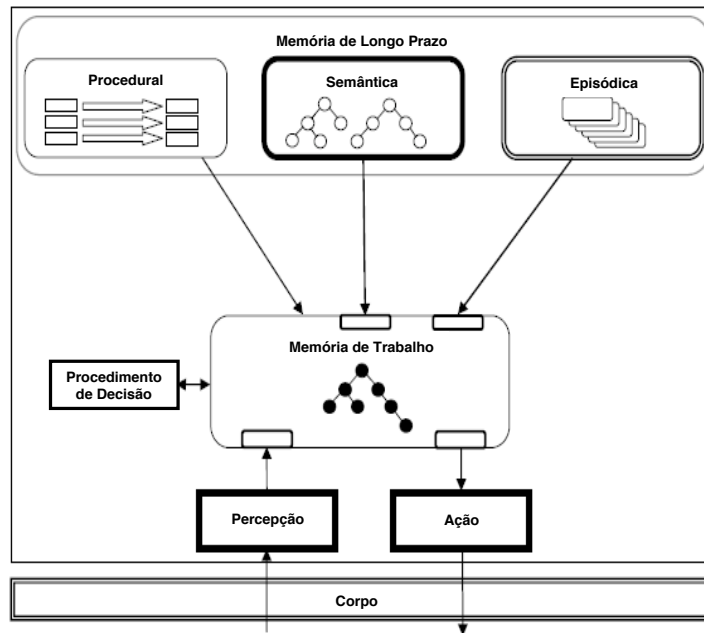 Memória de Longo Prazo
Procedural
Semântica
Episódica
Memória de Trabalho
Procedimento
de Decisão
Percepção
Ação
Corpo